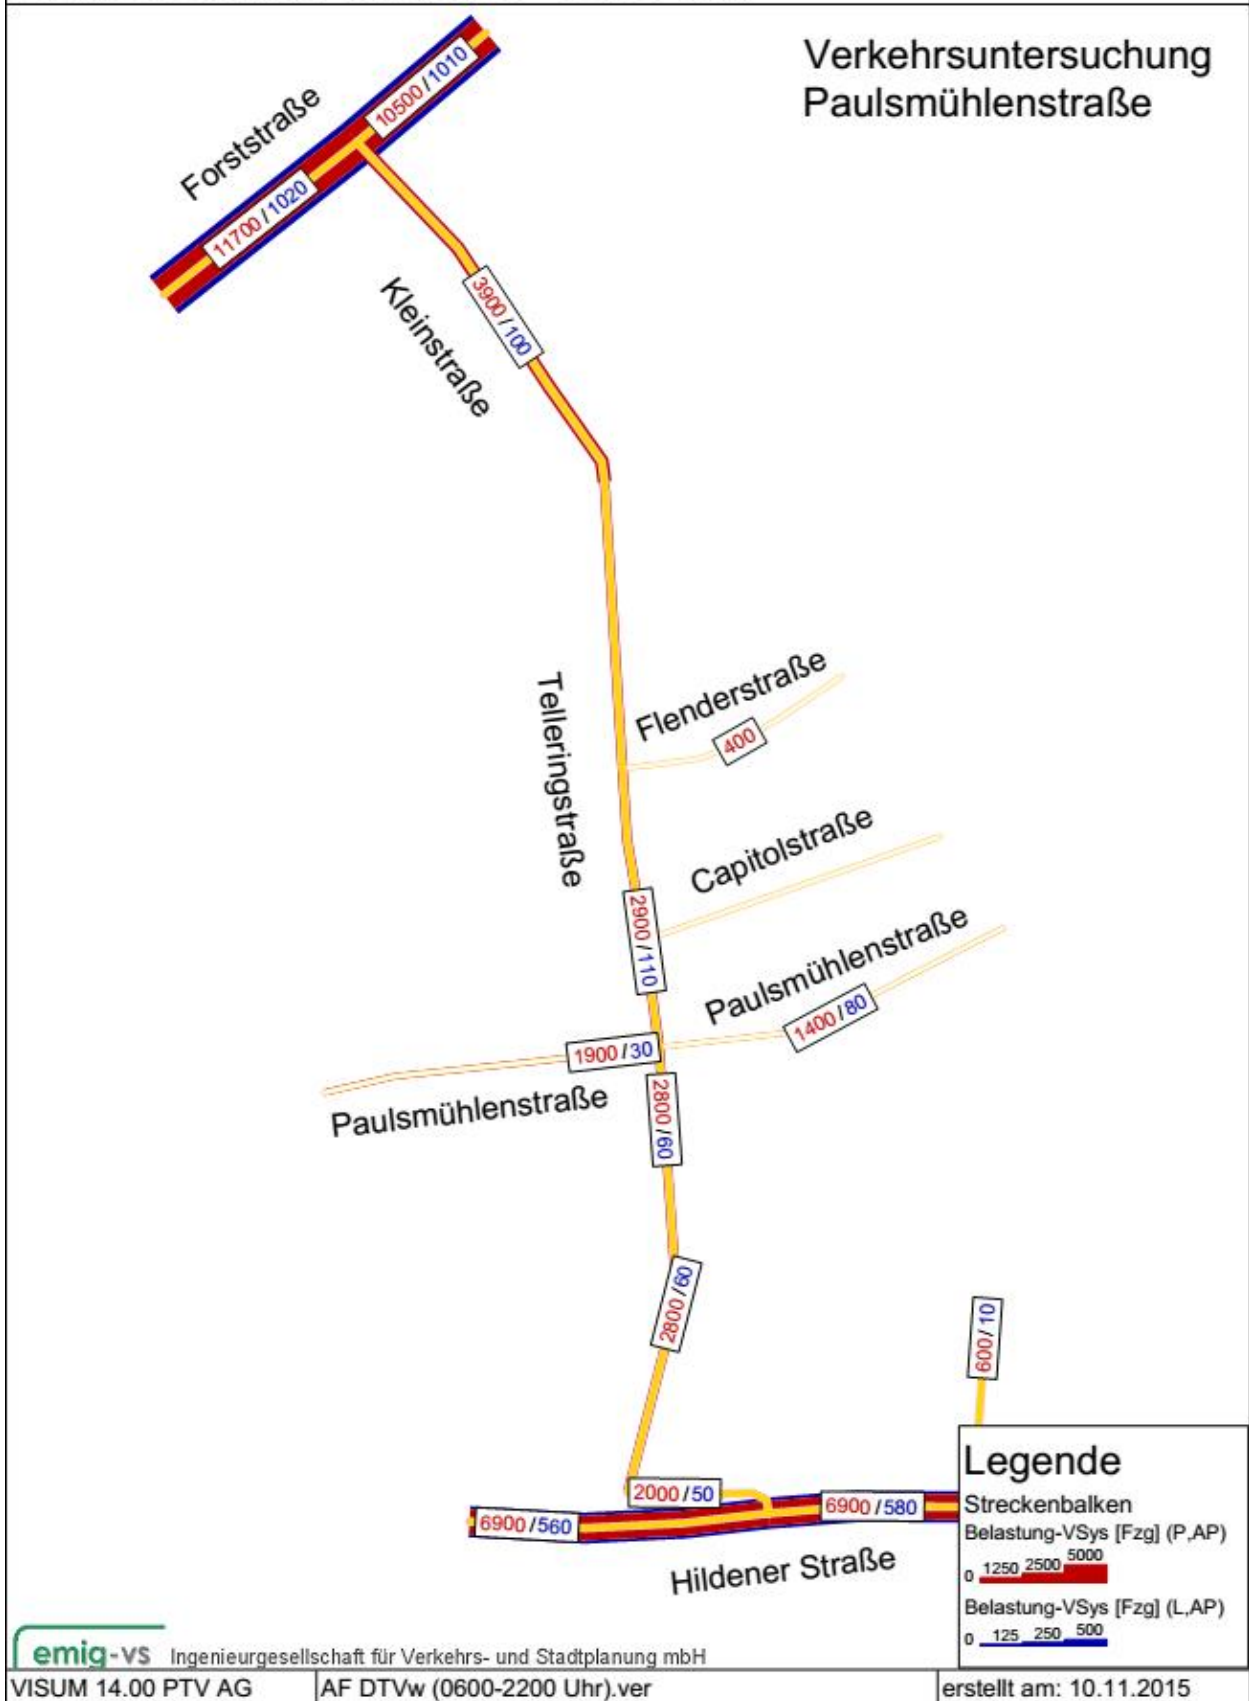 Verkehrsuntersuchung
Paulsmühlenstraße
10500/1010
Forststraße
11700/1020
3900/100
Kleinstraße
Telleringstraße
Flenderstraße
400
Capitolstraße
2900/110
Paulsmühlenstraße
1400/80
1900/30
Paulsmühlenstraße
2800/60
2800/60
600/10
2000/50
6900/560
6900/580
Hildener Straße
Legende
Streckenbalken
Belastung-VSys [Fzg] (P,AP)
0 1250 2500 5000
Belastung-VSys [Fzg] (L,AP)
0 125 250 500
emig-vs Ingenieurgesellschaft für Verkehrs- und Stadtplanung mbH
VISUM 14.00 PTV AG AF DTVw (0600-2200 Uhr).ver erstellt am: 10.11.2015